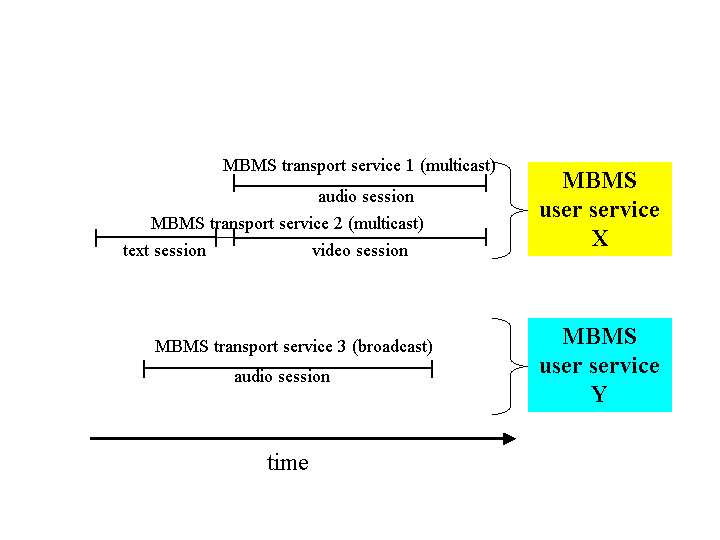 MBMS transport service 1 (multicast)
audio session
MBMS transport service 2 (multicast)
text session
video session
MBMS
user service
X
MBMS transport service 3 (broadcast)
audio session
MBMS
user service
Y
time